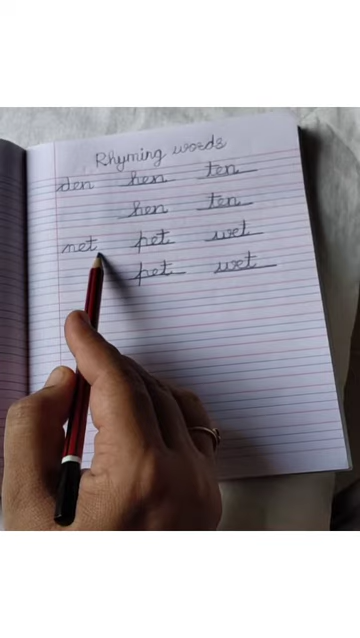 Rhyming words
den hen ten
hen ten
net pet wet
pet wet